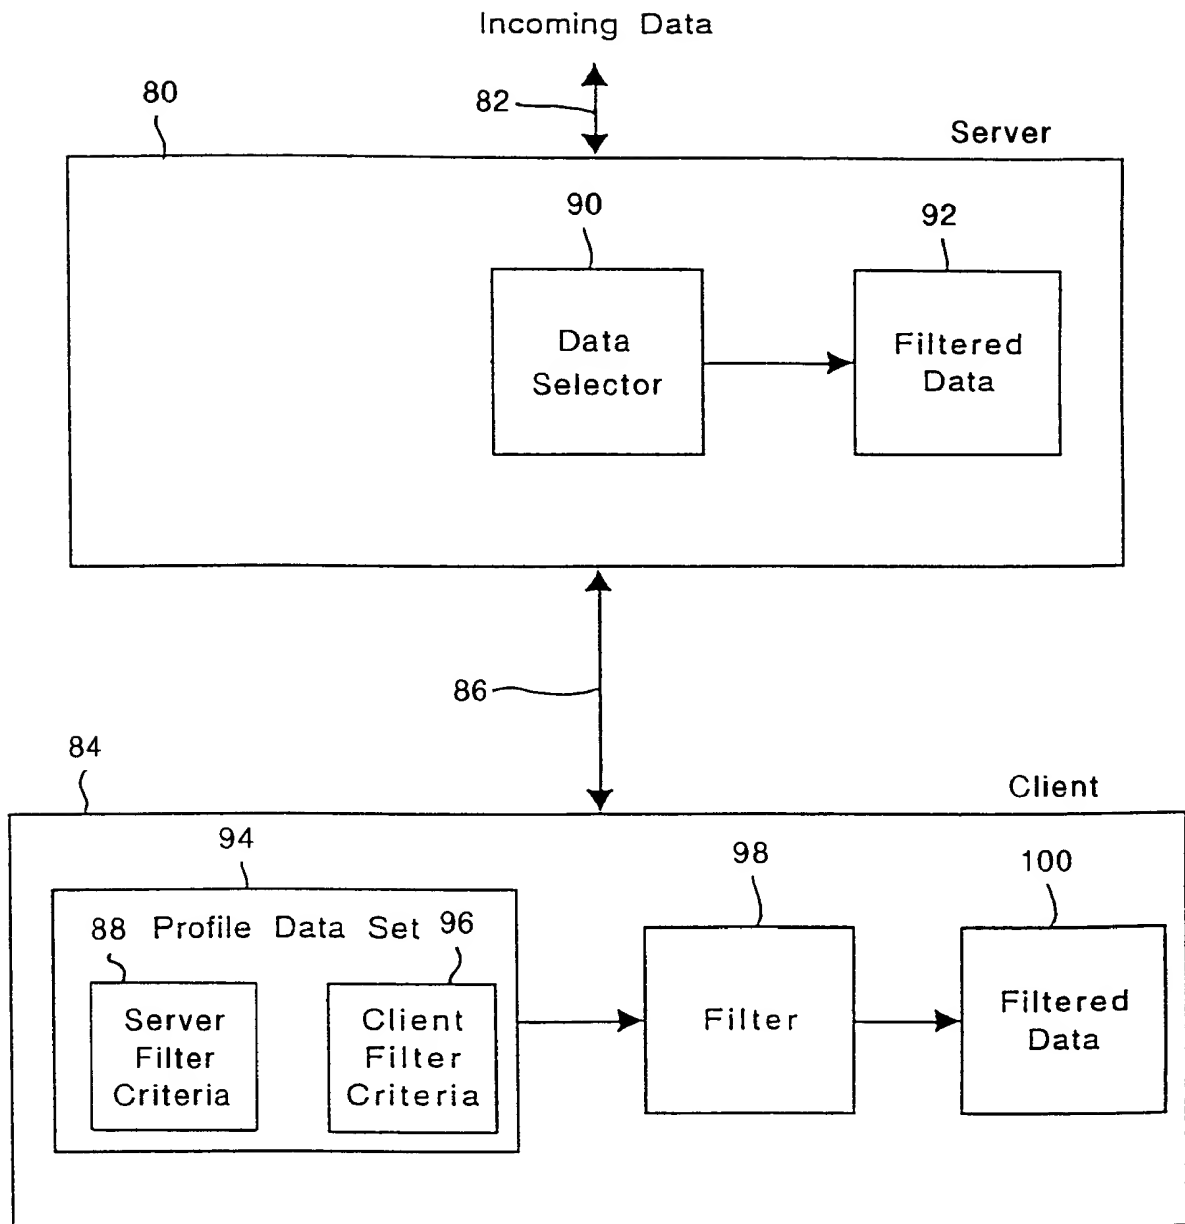 Incoming Data
82
80
Server
90
92
Data
Selector
Filtered
Data
86
84
Client
94
98
100
88 Profile Data Set 96
Server
Filter
Criteria
Client
Filter
Criteria
Filter
Filtered
Data